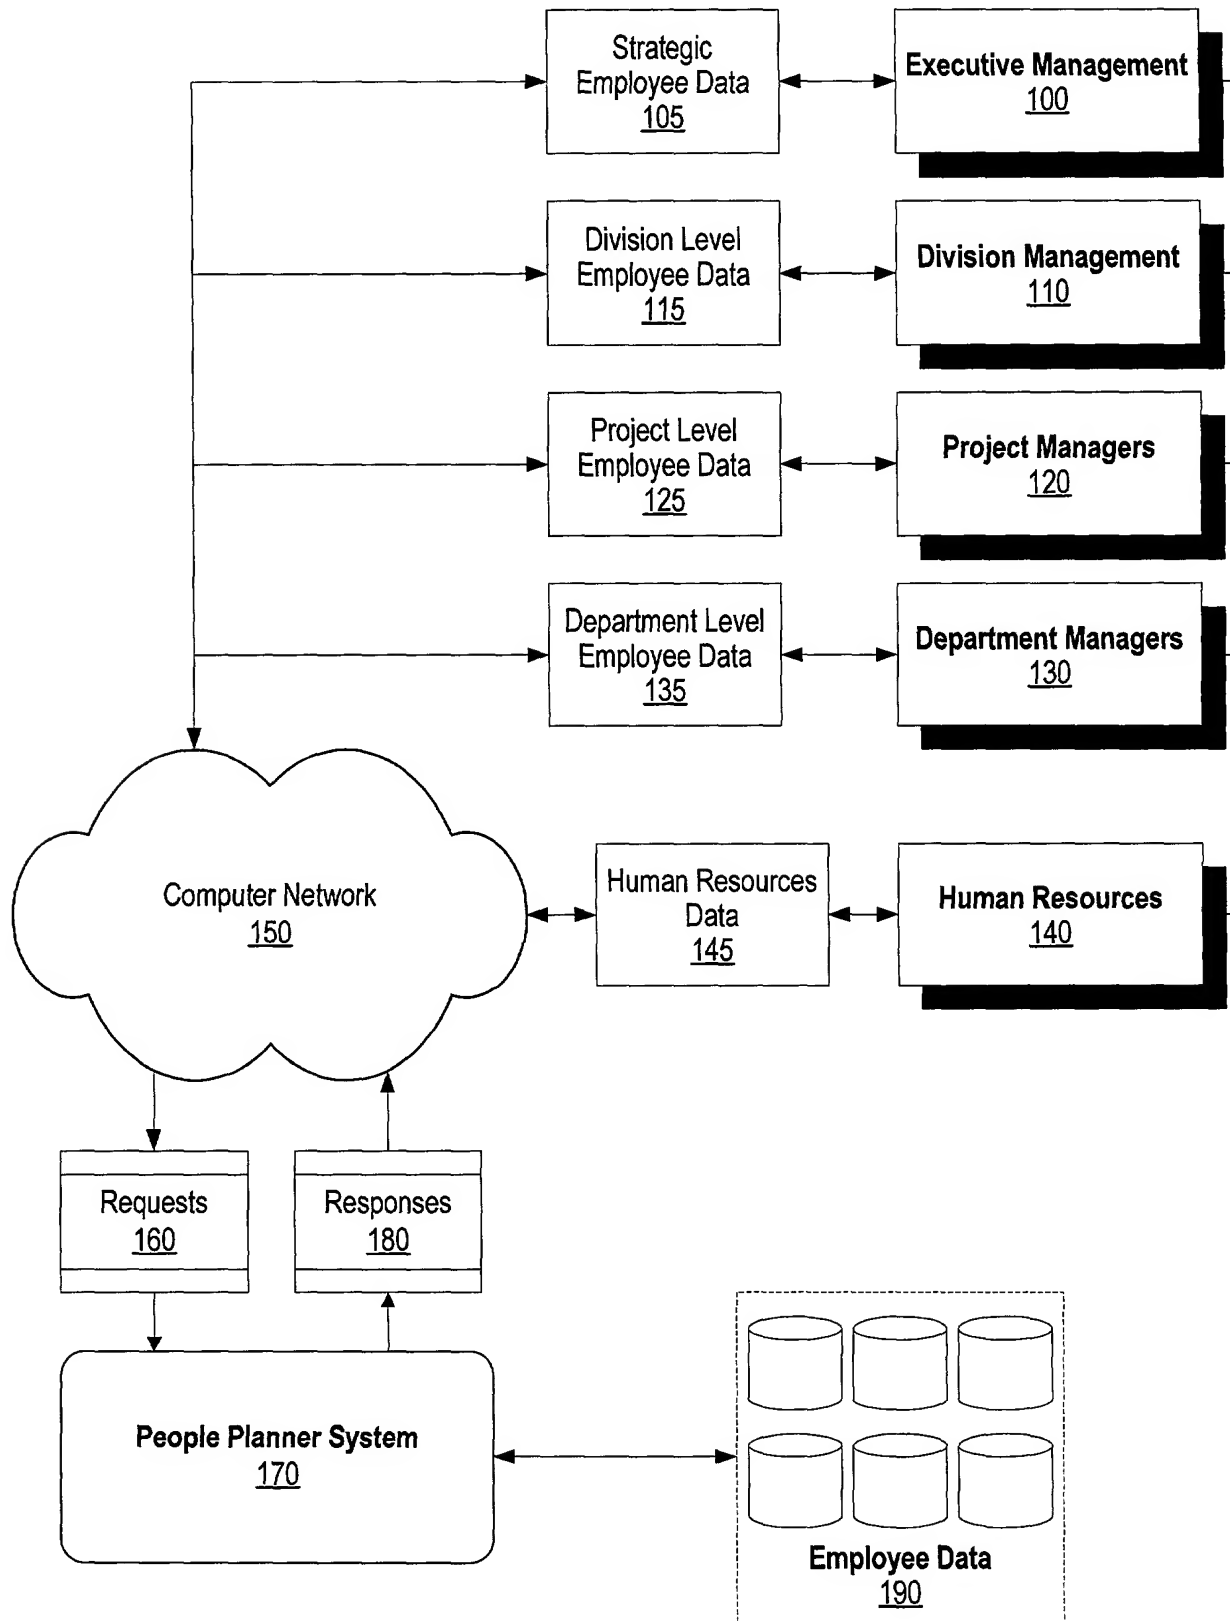 Strategic
Employee Data
105
Executive Management
100
Division Level
Employee Data
115
Division Management
110
Project Level
Employee Data
125
Project Managers
120
Department Level
Employee Data
135
Department Managers
130
Computer Network
150
Human Resources
Data
145
Human Resources
140
Requests
160
Responses
180
People Planner System
170
Employee Data
190